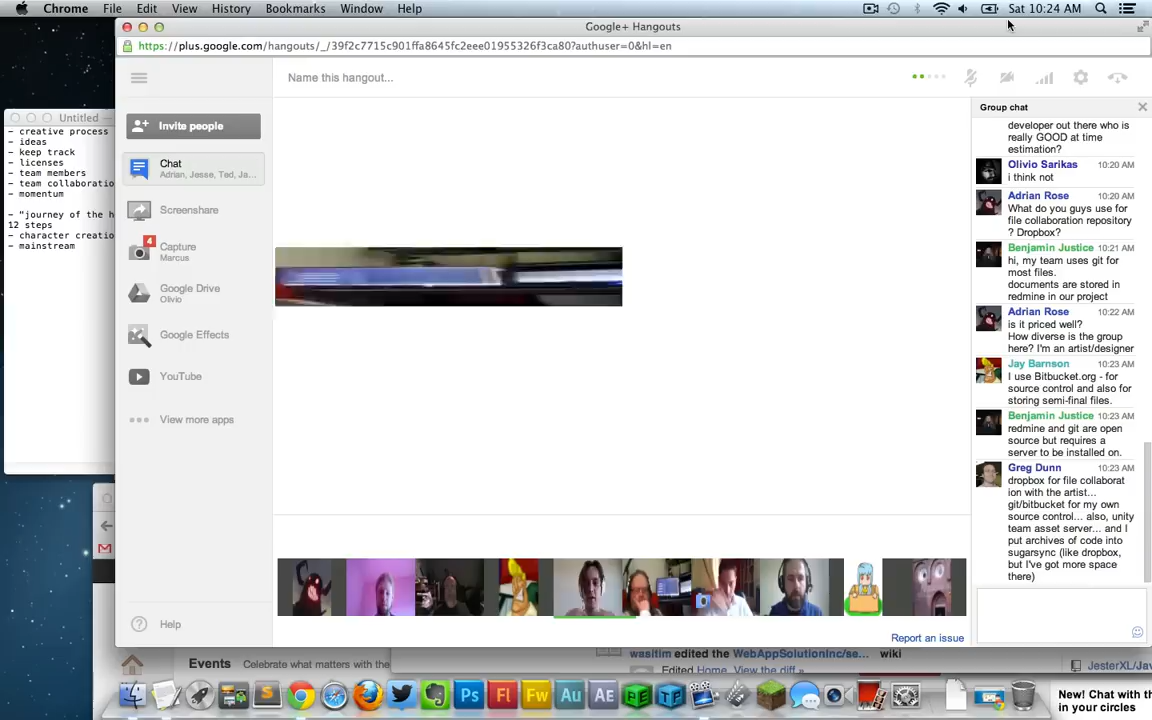 Chrome File Edit View History Bookmarks Window Help Sat 10:24 AM
Google+ Hangouts
https://plus.google.com/hangouts/_/39f2c7715c901ffa8645fc2eee01955326f3ca80?authuser=0&hl=en
Untitled
- creative process
- ideas
- keep track
- licenses
- team members
- team collaboratio
- momentum
- "journey of the h
12 steps
- character creatio
- mainstream
Name this hangout...
Invite people
Chat
Adrian, Jesse, Ted, Ja...
Screenshare
4
Capture
Marcus
Google Drive
Olivio
Google Effects
YouTube
View more apps
Help
Group chat
developer out there who is
really GOOD at time
estimation?
Olivio Sarikas 10:20 AM
i think not
Adrian Rose 10:20 AM
What do you guys use for
file collaboration repository
? Dropbox?
Benjamin Justice 10:21 AM
hi, my team uses git for
most files.
documents are stored in
redmine in our project
Adrian Rose 10:22 AM
is it priced well?
How diverse is the group
here? I'm an artist/designer
Jay Barnson 10:23 AM
I use Bitbucket.org - for
source control and also for
storing semi-final files.
Benjamin Justice 10:23 AM
redmine and git are open
source but requires a
server to be installed on.
Greg Dunn 10:23 AM
dropbox for file collaborat
ion with the artist...
git/bitbucket for my own
source control... also, unity
team asset server... and I
put archives of code into
sugarsync (like dropbox,
but I've got more space
there)
Report an issue
Events Celebrate what matters with the
wasitim edited the WebAppSolutionInc/se... wiki
Edited Home. View the diff »
JesterXL/Jav
New! Chat with th
in your circles
Ps Fl Fw Au Ae PE TP